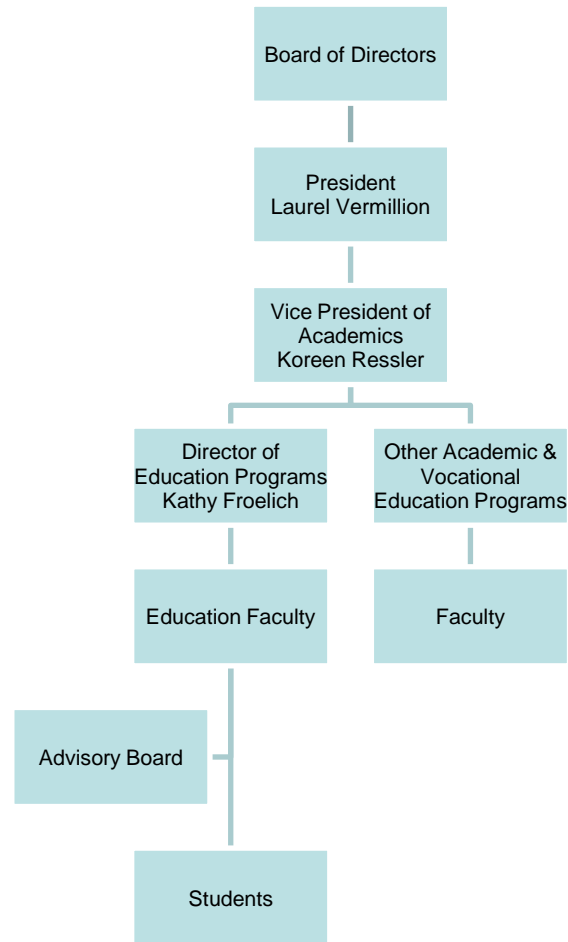 Board of Directors
President
Laurel Vermillion
Vice President of
Academics
Koreen Ressler
Director of
Education Programs
Kathy Froelich
Other Academic &
Vocational
Education Programs
Education Faculty
Faculty
Advisory Board
Students